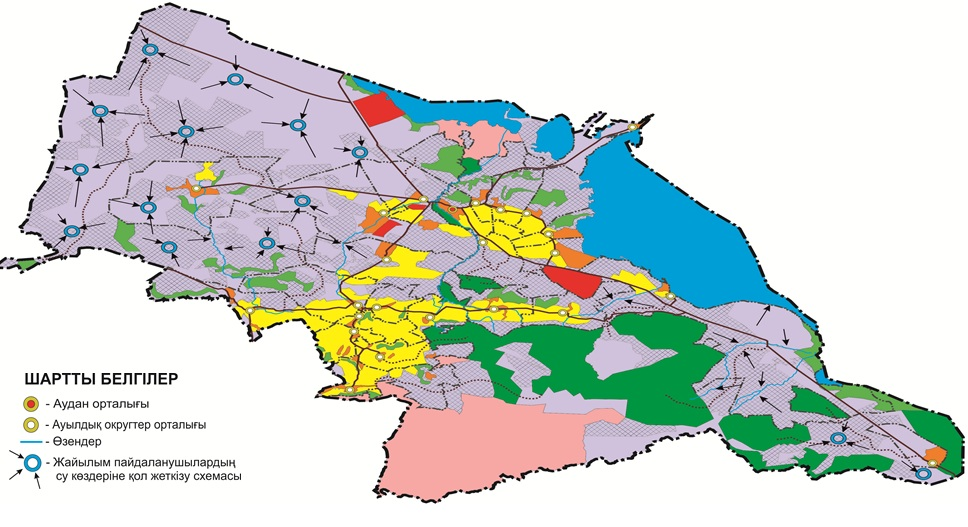 ШАРТТЫ БЕЛГІЛЕР
- Аудан орталығы
- Ауылдық округтер орталығы
- Өзендер
- Жайылым пайдаланушылардың
су көздеріне қол жеткізу схемасы